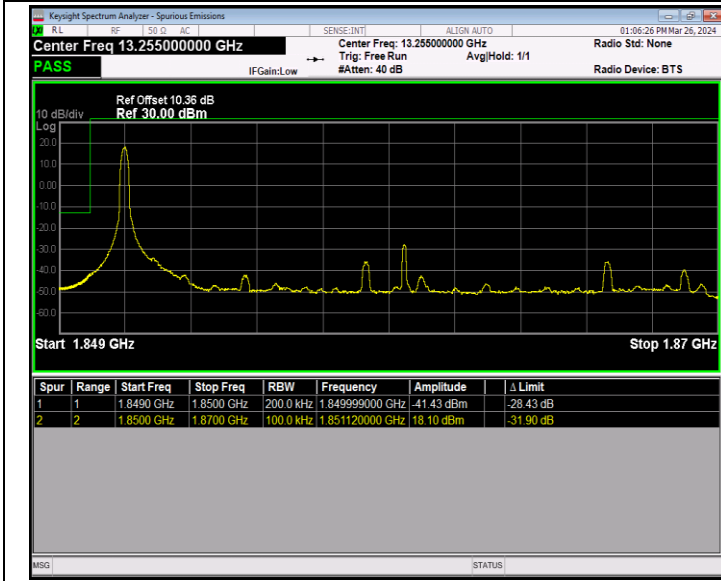 Keysight Spectrum Analyzer - Spurious Emissions
RL RF 50 Ω AC SENSE:INT ALIGN AUTO 01:06:26 PM Mar 26, 2024
Center Freq 13.255000000 GHz Center Freq: 13.255000000 GHz Radio Std: None
Trig: Free Run Avg|Hold: 1/1
PASS IFGain:Low #Atten: 40 dB Radio Device: BTS
Ref Offset 10.36 dB
10 dB/div Ref 30.00 dBm
Log
20.0
10.0
0.00
-10.0
-20.0
-30.0
-40.0
-50.0
-60.0
Start 1.849 GHz Stop 1.87 GHz
Spur Range Start Freq Stop Freq RBW Frequency Amplitude Δ Limit
1 1 1.8490 GHz 1.8500 GHz 200.0 kHz 1.849999000 GHz -41.43 dBm -28.43 dB
2 2 1.8500 GHz 1.8700 GHz 100.0 kHz 1.851120000 GHz 18.10 dBm -31.90 dB
MSG STATUS